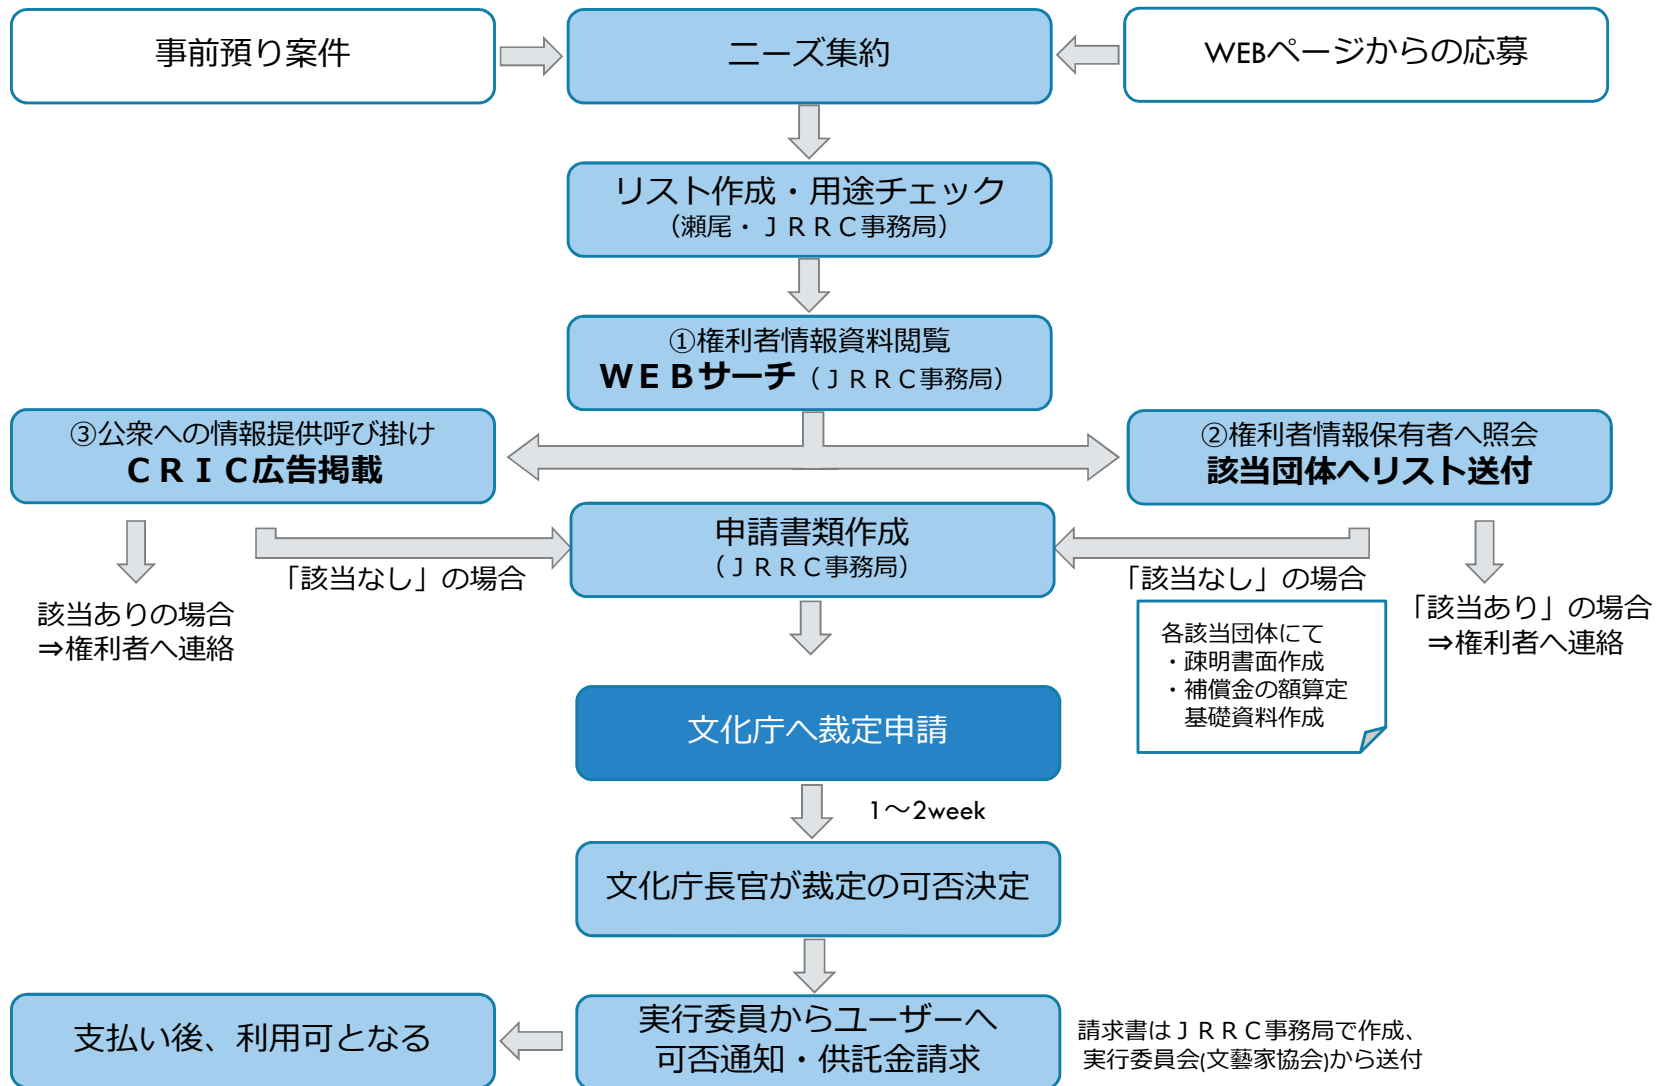 事前預り案件
ニーズ集約
WEBページからの応募
リスト作成・用途チェック
（瀬尾・ＪＲＲＣ事務局）
①権利者情報資料閲覧
ＷＥＢサーチ（ＪＲＲＣ事務局）
③公衆への情報提供呼び掛け
ＣＲＩＣ広告掲載
②権利者情報保有者へ照会
該当団体へリスト送付
申請書類作成
（ＪＲＲＣ事務局）
「該当なし」の場合
「該当なし」の場合
該当ありの場合
⇒権利者へ連絡
「該当あり」の場合
⇒権利者へ連絡
各該当団体にて
・疎明書面作成
・補償金の額算定
基礎資料作成
文化庁へ裁定申請
1～2week
文化庁長官が裁定の可否決定
実行委員からユーザーへ
可否通知・供託金請求
支払い後、利用可となる
請求書はＪＲＲＣ事務局で作成、
実行委員会(文藝家協会)から送付